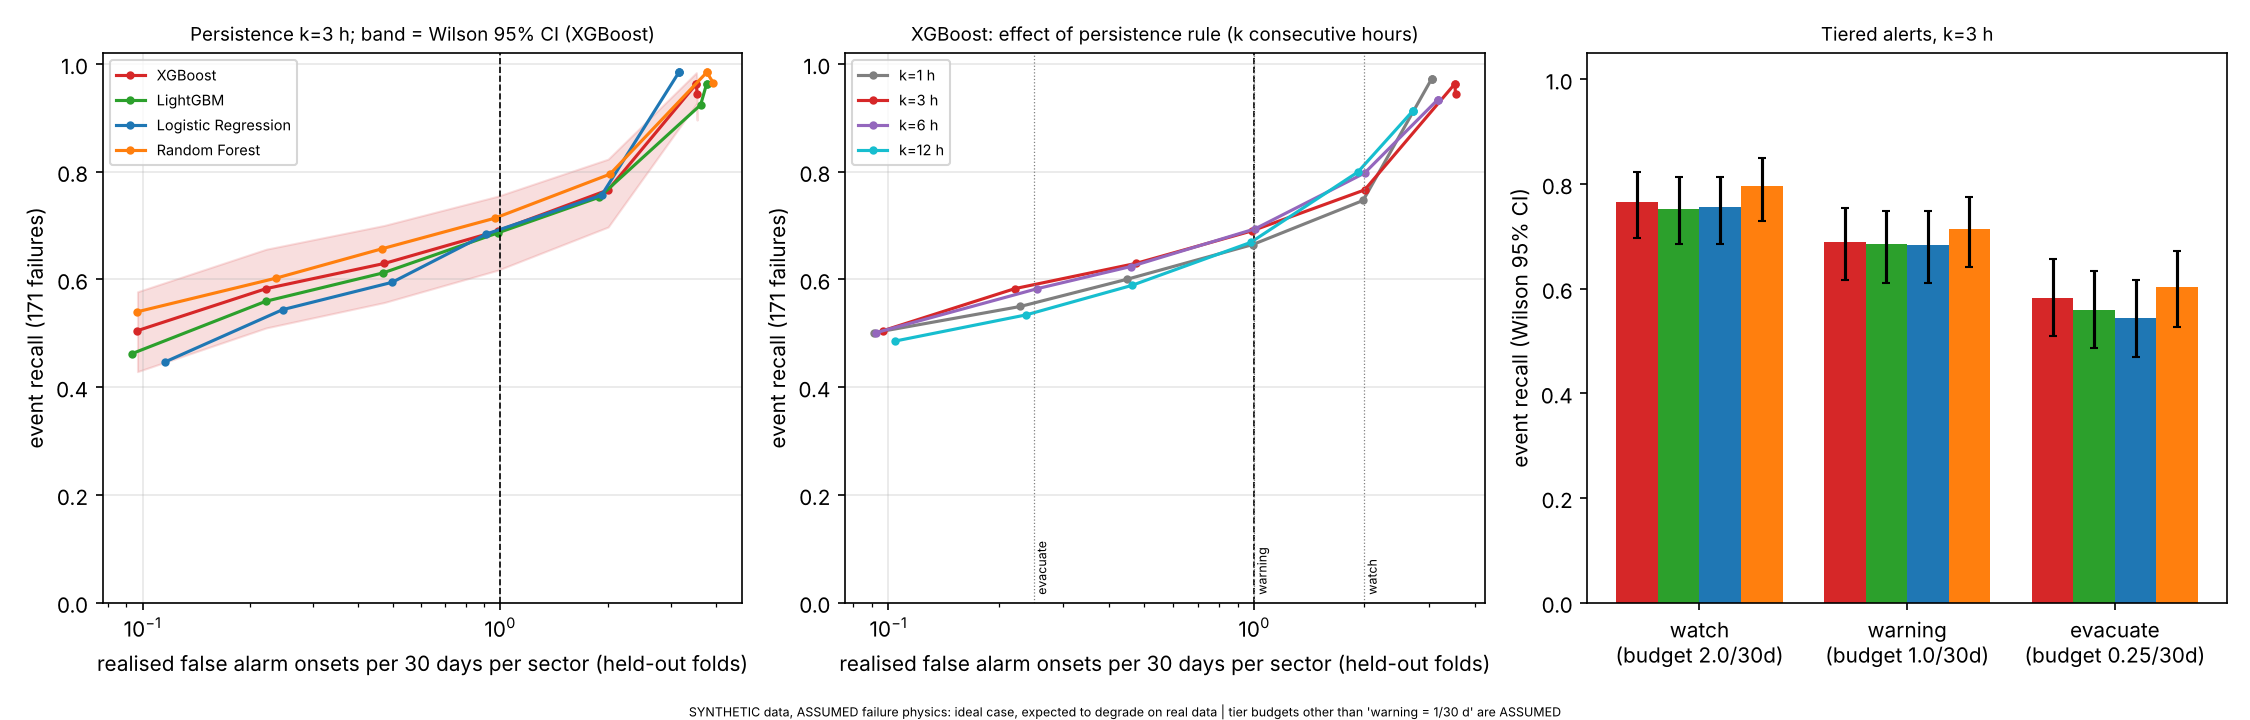 Persistence k=3 h; band = Wilson 95% CI (XGBoost)
XGBoost
LightGBM
Logistic Regression
Random Forest
1.0
0.8
0.6
0.4
0.2
0.0
event recall (171 failures)
10⁻¹
10⁰
realised false alarm onsets per 30 days per sector (held-out folds)
XGBoost: effect of persistence rule (k consecutive hours)
k=1 h
k=3 h
k=6 h
k=12 h
1.0
0.8
0.6
0.4
0.2
0.0
event recall (171 failures)
evacuate
warning
watch
10⁻¹
10⁰
realised false alarm onsets per 30 days per sector (held-out folds)
Tiered alerts, k=3 h
1.0
0.8
0.6
0.4
0.2
0.0
event recall (Wilson 95% CI)
watch
(budget 2.0/30d)
warning
(budget 1.0/30d)
evacuate
(budget 0.25/30d)
SYNTHETIC data, ASSUMED failure physics: ideal case, expected to degrade on real data | tier budgets other than 'warning = 1/30 d' are ASSUMED